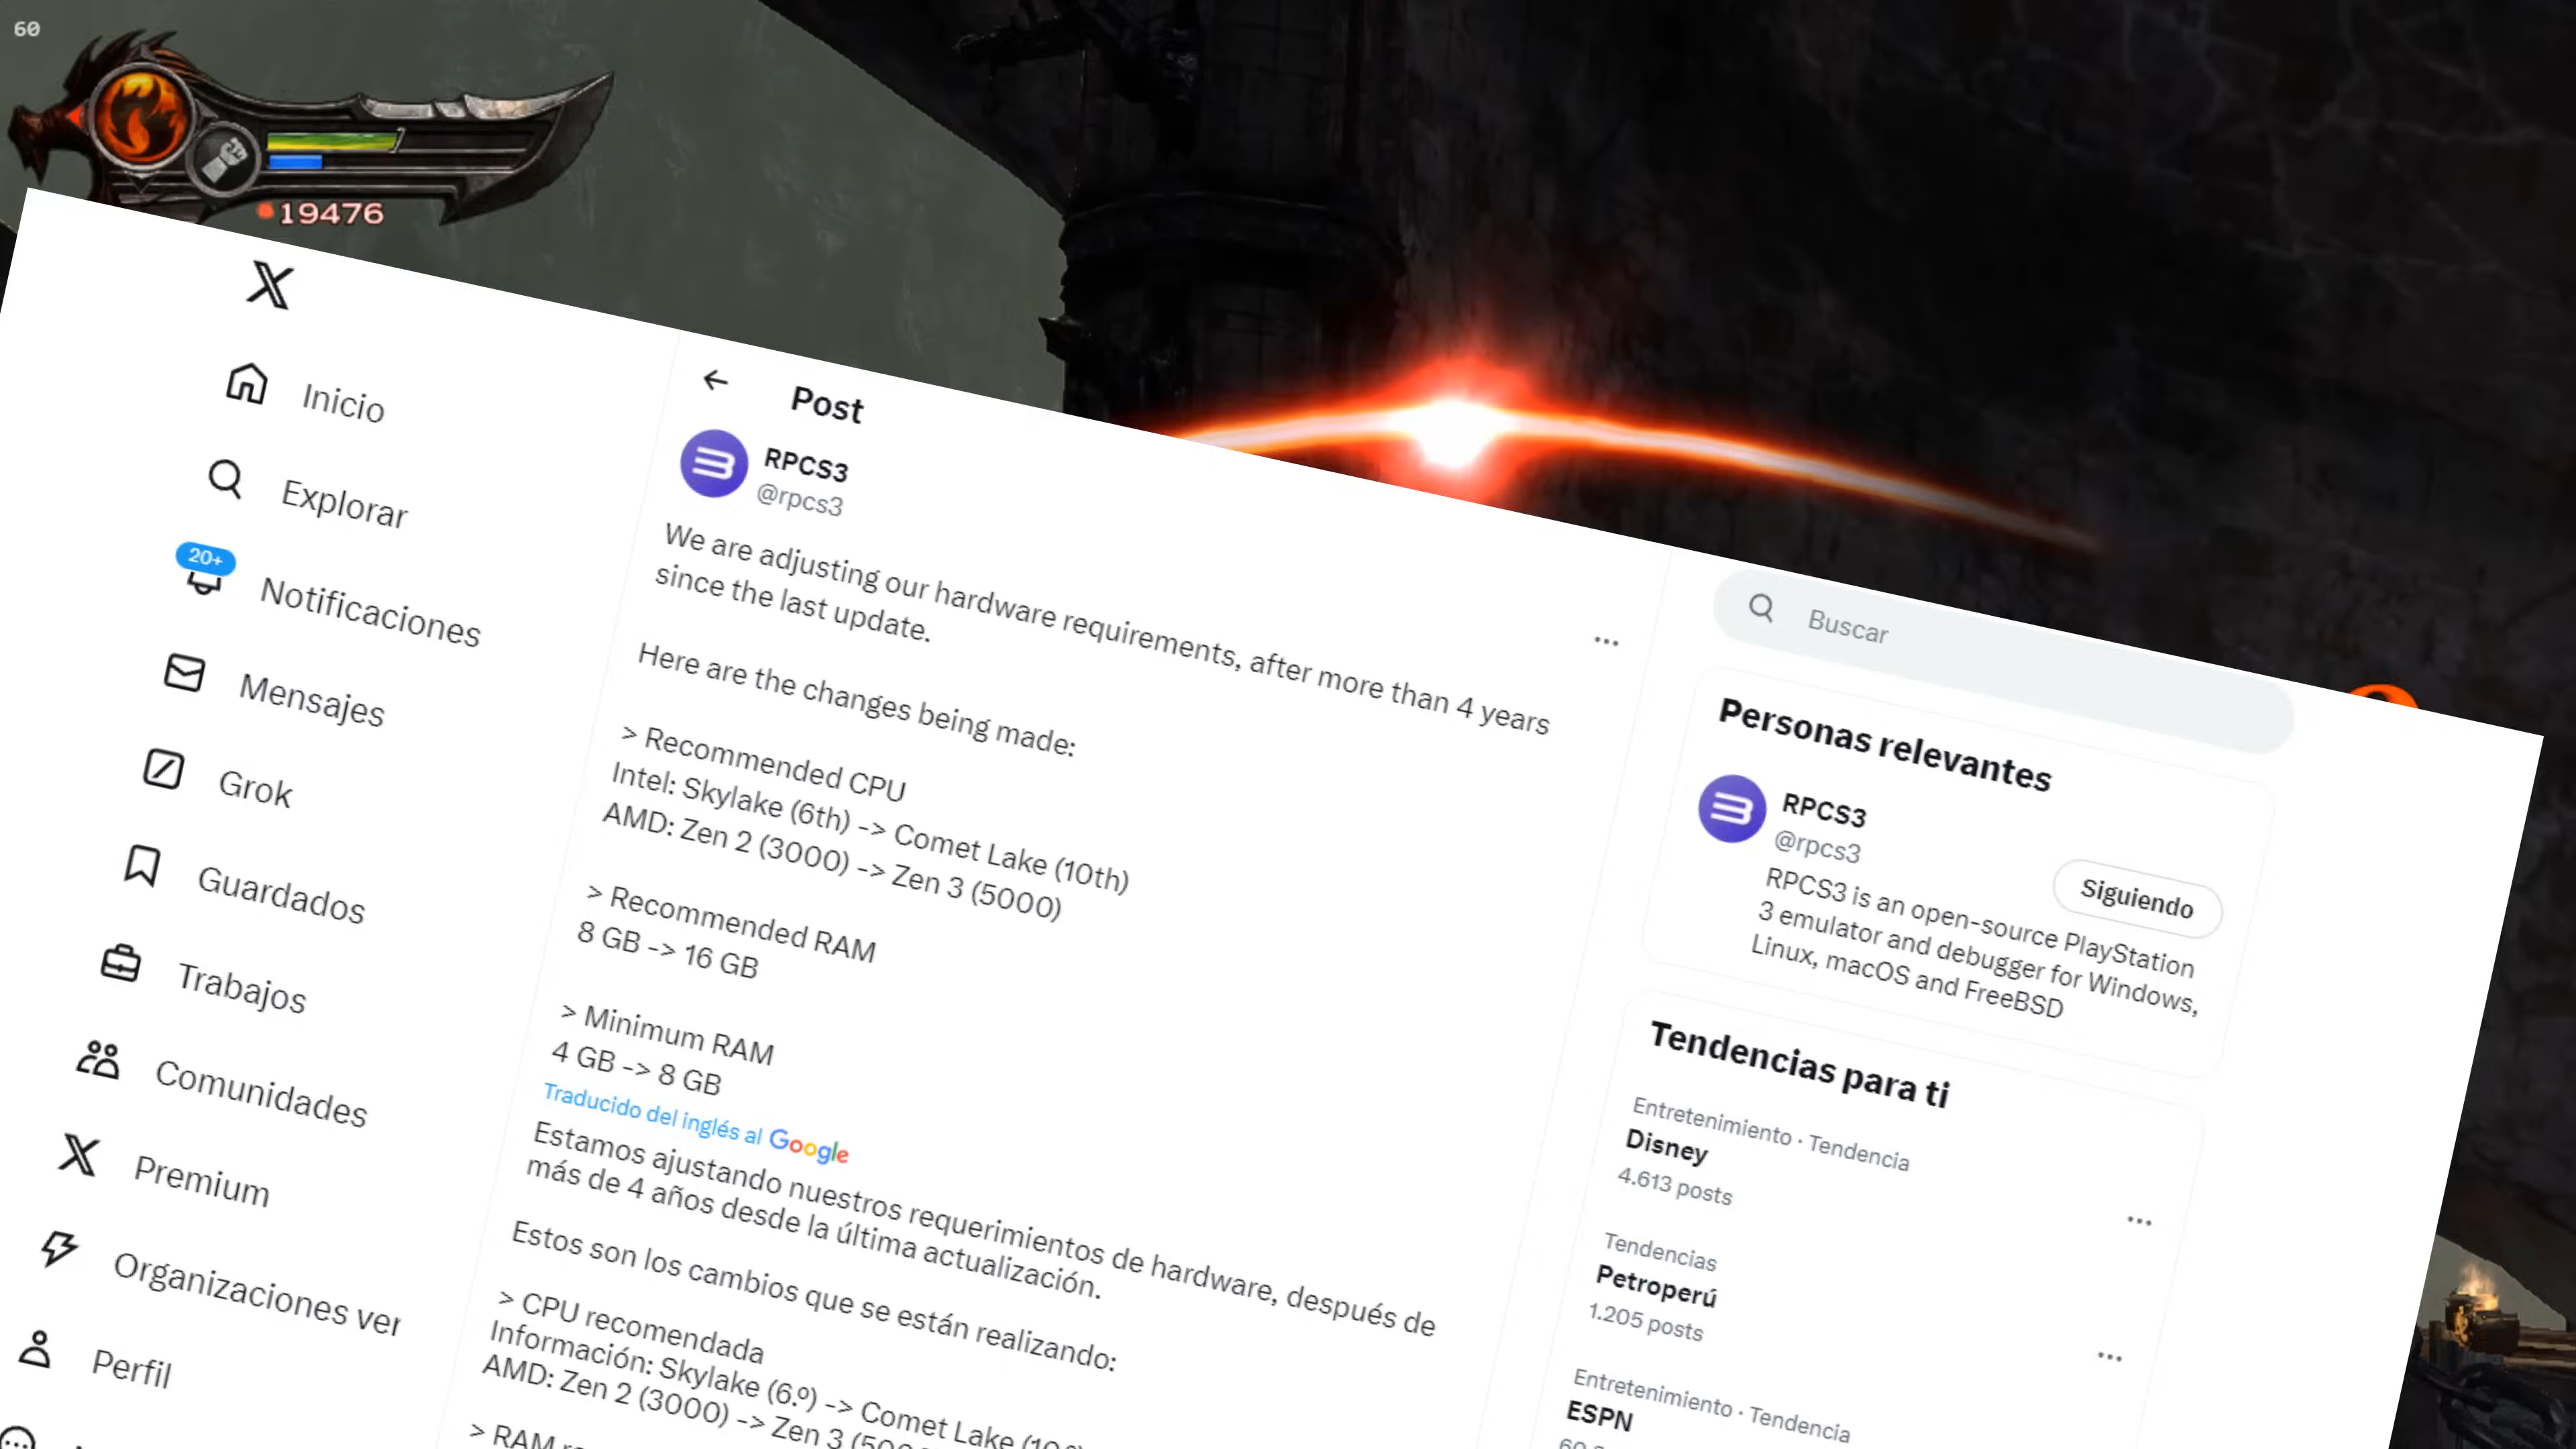 60
19476
X
Inicio
Explorar
20+
Notificaciones
Mensajes
Grok
Guardados
Trabajos
Comunidades
Premium
Organizaciones ver
Perfil
Post
RPCS3
@rpcs3
We are adjusting our hardware requirements, after more than 4 years
since the last update.
Here are the changes being made:
> Recommended CPU
Intel: Skylake (6th) -> Comet Lake (10th)
AMD: Zen 2 (3000) -> Zen 3 (5000)
> Recommended RAM
8 GB -> 16 GB
> Minimum RAM
4 GB -> 8 GB
Traducido del inglés al Google
Estamos ajustando nuestros requerimientos de hardware, después de
más de 4 años desde la última actualización.
Estos son los cambios que se están realizando:
> CPU recomendada
Información: Skylake (6.º) -> Comet Lake
AMD: Zen 2 (3000) -> Zen 3
> RAM
Buscar
Personas relevantes
RPCS3
@rpcs3
Siguiendo
RPCS3 is an open-source PlayStation
3 emulator and debugger for Windows,
Linux, macOS and FreeBSD
Tendencias para ti
Entretenimiento · Tendencia
Disney
4.613 posts
Tendencias
Petroperú
1.205 posts
Entretenimiento · Tendencia
ESPN